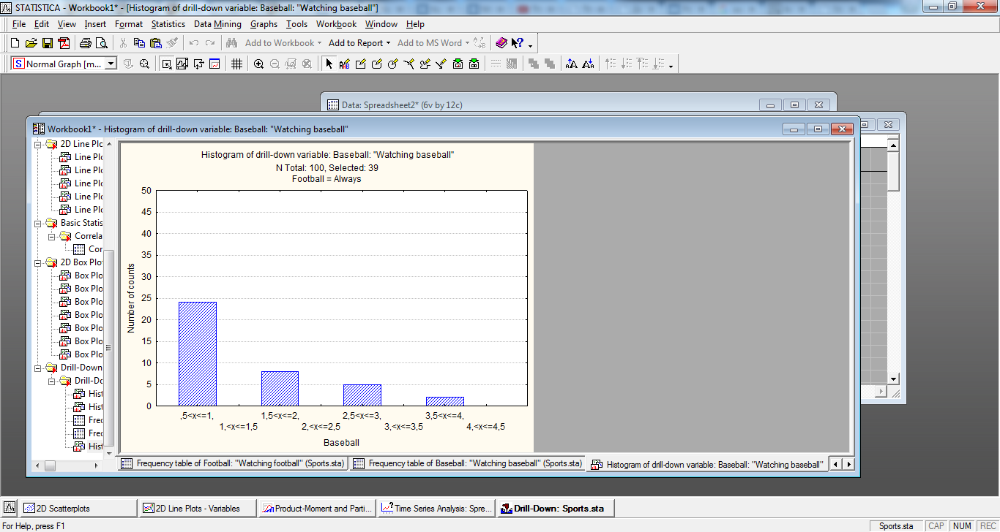 STATISTICA - Workbook1* - [Histogram of drill-down variable: Baseball: "Watching baseball"]
File Edit View Insert Format Statistics Data Mining Graphs Tools Workbook Window Help
Add to Workbook Add to Report Add to MS Word
Normal Graph [m...
Data: Spreadsheet2* (6v by 12c)
Workbook1* - Histogram of drill-down variable: Baseball: "Watching baseball"
2D Line Plo
Line Plo
Line Plo
Line Plo
Line Plo
Line Plo
Basic Statis
Correla
Cor
2D Box Plo
Box Plo
Box Plo
Box Plo
Box Plo
Box Plo
Box Plo
Box Plo
Drill-Down
Drill-Do
Hist
Hist
Fred
Fred
Hist
Histogram of drill-down variable: Baseball: "Watching baseball"
N Total: 100, Selected: 39
Football = Always
Number of counts
50
45
40
35
30
25
20
15
10
5
0
,5<x<=1, 1,5<x<=2, 2,5<x<=3, 3,5<x<=4,
1,<x<=1,5 2,<x<=2,5 3,<x<=3,5 4,<x<=4,5
Baseball
Frequency table of Football: "Watching football" (Sports.sta) Frequency table of Baseball: "Watching baseball" (Sports.sta) Histogram of drill-down variable: Baseball: "Watching baseball"
2D Scatterplots 2D Line Plots - Variables Product-Moment and Parti... Time Series Analysis: Spre... Drill-Down: Sports.sta
For Help, press F1 Sports.sta CAP NUM REC